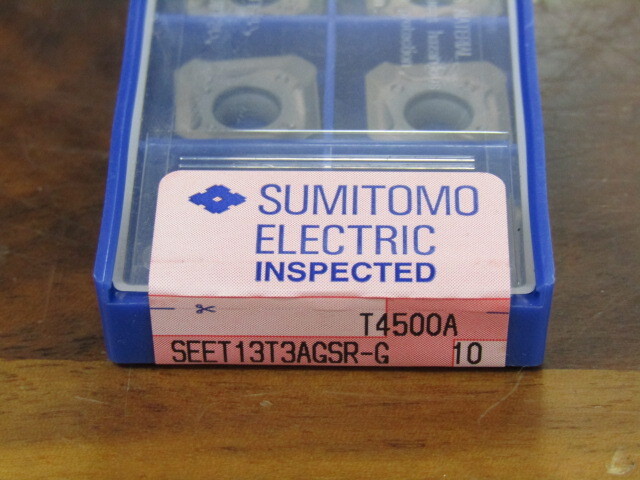 SUMITOMO
ELECTRIC
INSPECTED
T4500A
SEET13T3AGSR-G 10